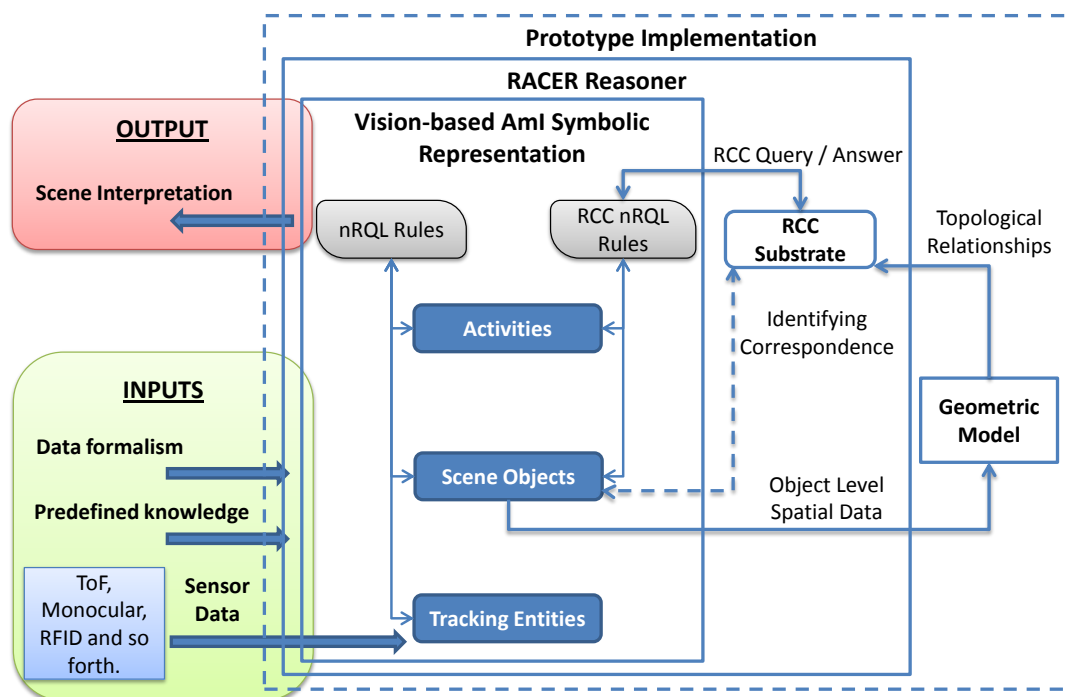 Prototype Implementation
RACER Reasoner
Vision-based AmI Symbolic
Representation
OUTPUT
Scene Interpretation
nRQL Rules
RCC nRQL
Rules
RCC Query / Answer
RCC
Substrate
Topological
Relationships
Activities
Identifying
Correspondence
INPUTS
Data formalism
Predefined knowledge
ToF,
Monocular,
RFID and so
forth.
Sensor
Data
Scene Objects
Object Level
Spatial Data
Geometric
Model
Tracking Entities